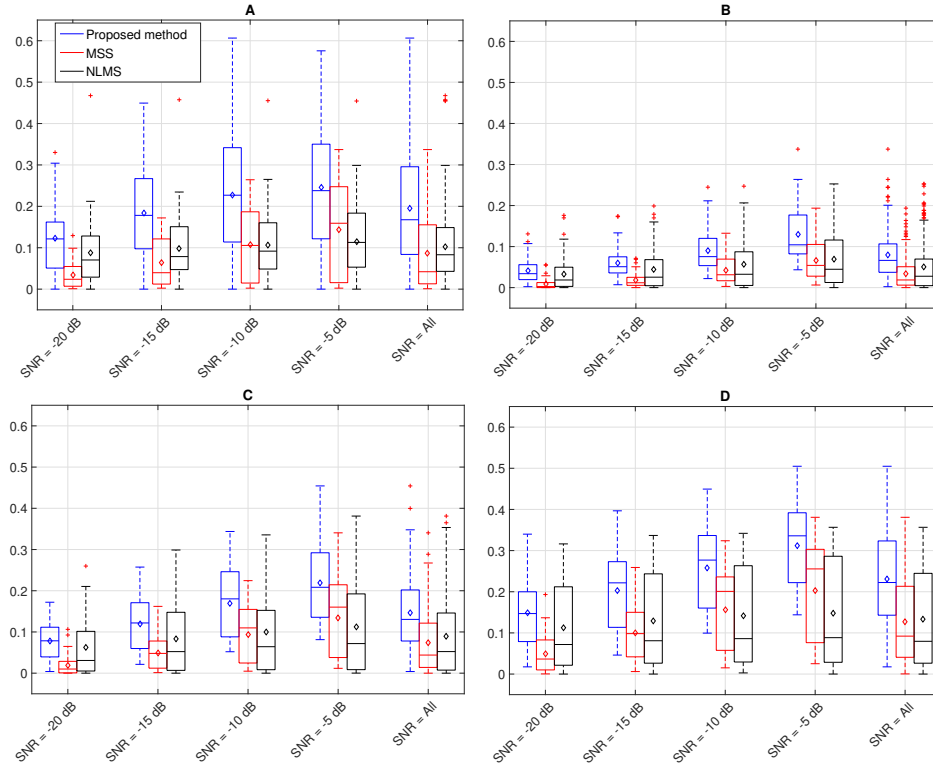 A
0.6
0.5
0.4
0.3
0.2
0.1
0
Proposed method
MSS
NLMS
SNR = -20 dB
SNR = -15 dB
SNR = -10 dB
SNR = -5 dB
SNR = All
B
0.6
0.5
0.4
0.3
0.2
0.1
0
SNR = -20 dB
SNR = -15 dB
SNR = -10 dB
SNR = -5 dB
SNR = All
C
0.6
0.5
0.4
0.3
0.2
0.1
0
SNR = -20 dB
SNR = -15 dB
SNR = -10 dB
SNR = -5 dB
SNR = All
D
0.6
0.5
0.4
0.3
0.2
0.1
0
SNR = -20 dB
SNR = -15 dB
SNR = -10 dB
SNR = -5 dB
SNR = All